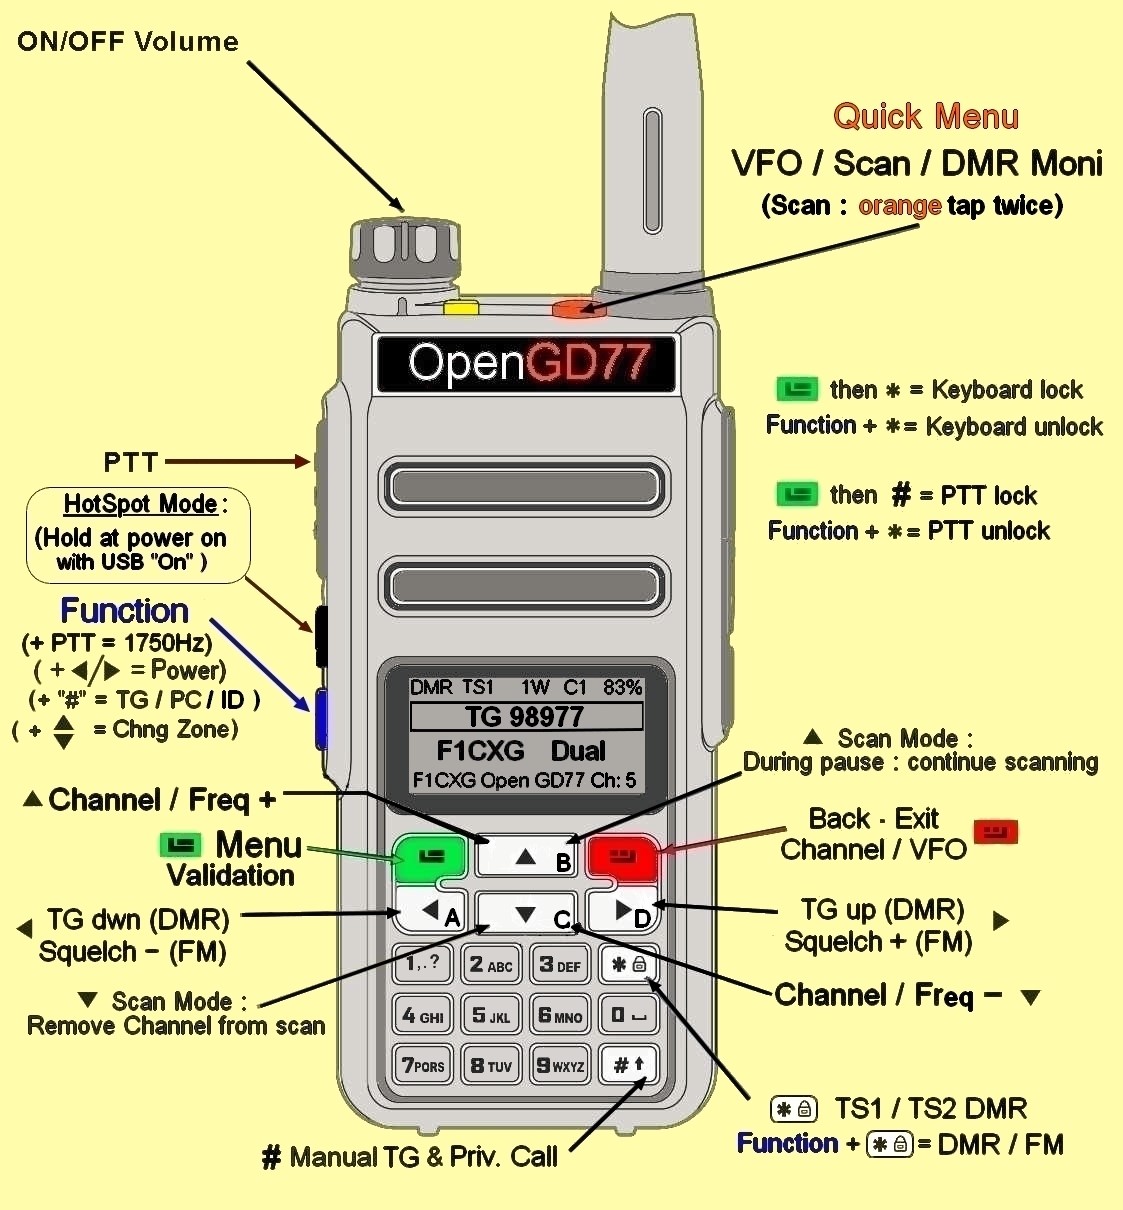 ON/OFF Volume
Quick Menu
VFO / Scan / DMR Moni
(Scan : orange tap twice)
OpenGD77
then * = Keyboard lock
Function + * = Keyboard unlock
then # = PTT lock
Function + * = PTT unlock
PTT
HotSpot Mode :
(Hold at power on
with USB "On" )
Function
(+ PTT = 1750Hz)
( + ◀/▶ = Power)
(+ "#" = TG / PC / ID )
( + ▲▼ = Chng Zone)
DMR TS1 1W C1 83%
TG 98977
F1CXG Dual
F1CXG Open GD77 Ch: 5
▲ Scan Mode :
During pause : continue scanning
▲ Channel / Freq +
Menu
Validation
Back - Exit
Channel / VFO
◀ TG dwn (DMR)
Squelch - (FM)
TG up (DMR) ▶
Squelch + (FM)
▼ Scan Mode :
Remove Channel from scan
Channel / Freq - ▼
▲ B
◀ A
▼ C
▶ D
1,.?
2 ABC
3 DEF
*
4 GHI
5 JKL
6 MNO
0
7 PQRS
8 TUV
9 WXYZ
#
* TS1 / TS2 DMR
Function + * = DMR / FM
# Manual TG & Priv. Call